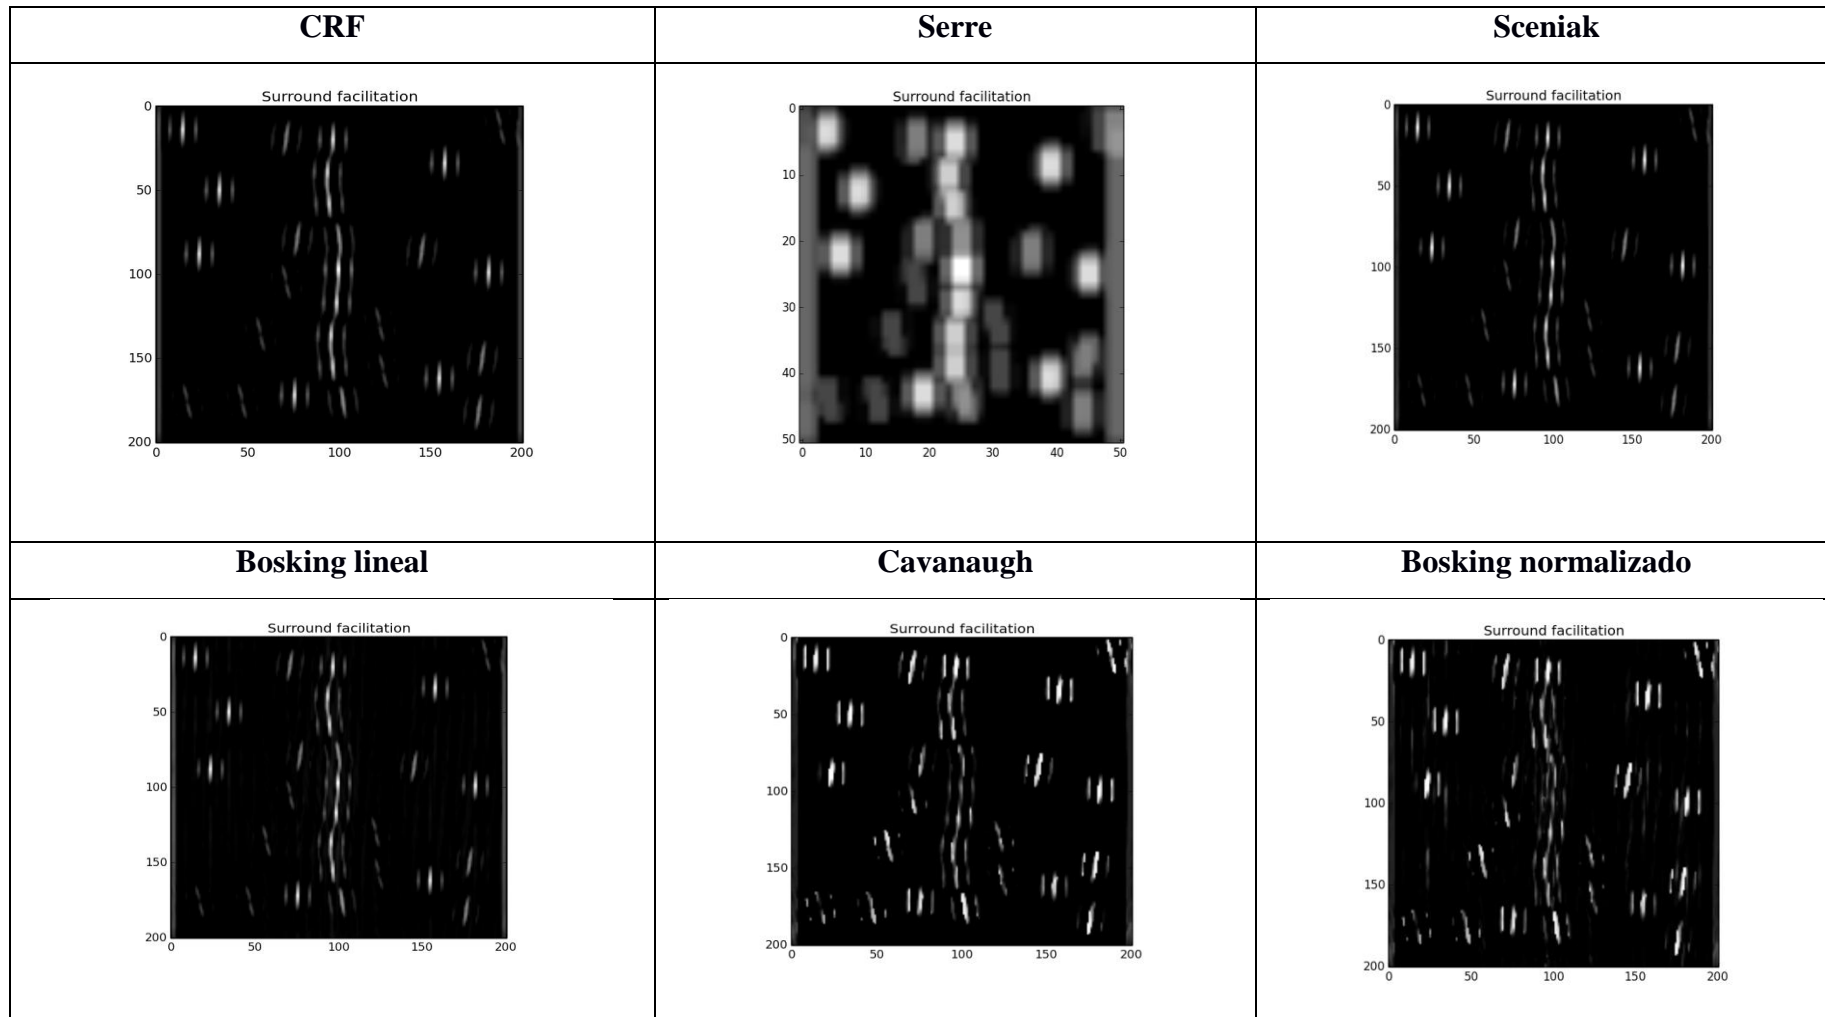 CRF
Serre
Sceniak
Surround facilitation
0
50
100
150
200
0 50 100 150 200
Surround facilitation
0
10
20
30
40
50
0 10 20 30 40 50
Surround facilitation
0
50
100
150
200
0 50 100 150 200
Bosking lineal
Cavanaugh
Bosking normalizado
Surround facilitation
0
50
100
150
200
0 50 100 150 200
Surround facilitation
0
50
100
150
200
0 50 100 150 200
Surround facilitation
0
50
100
150
200
0 50 100 150 200